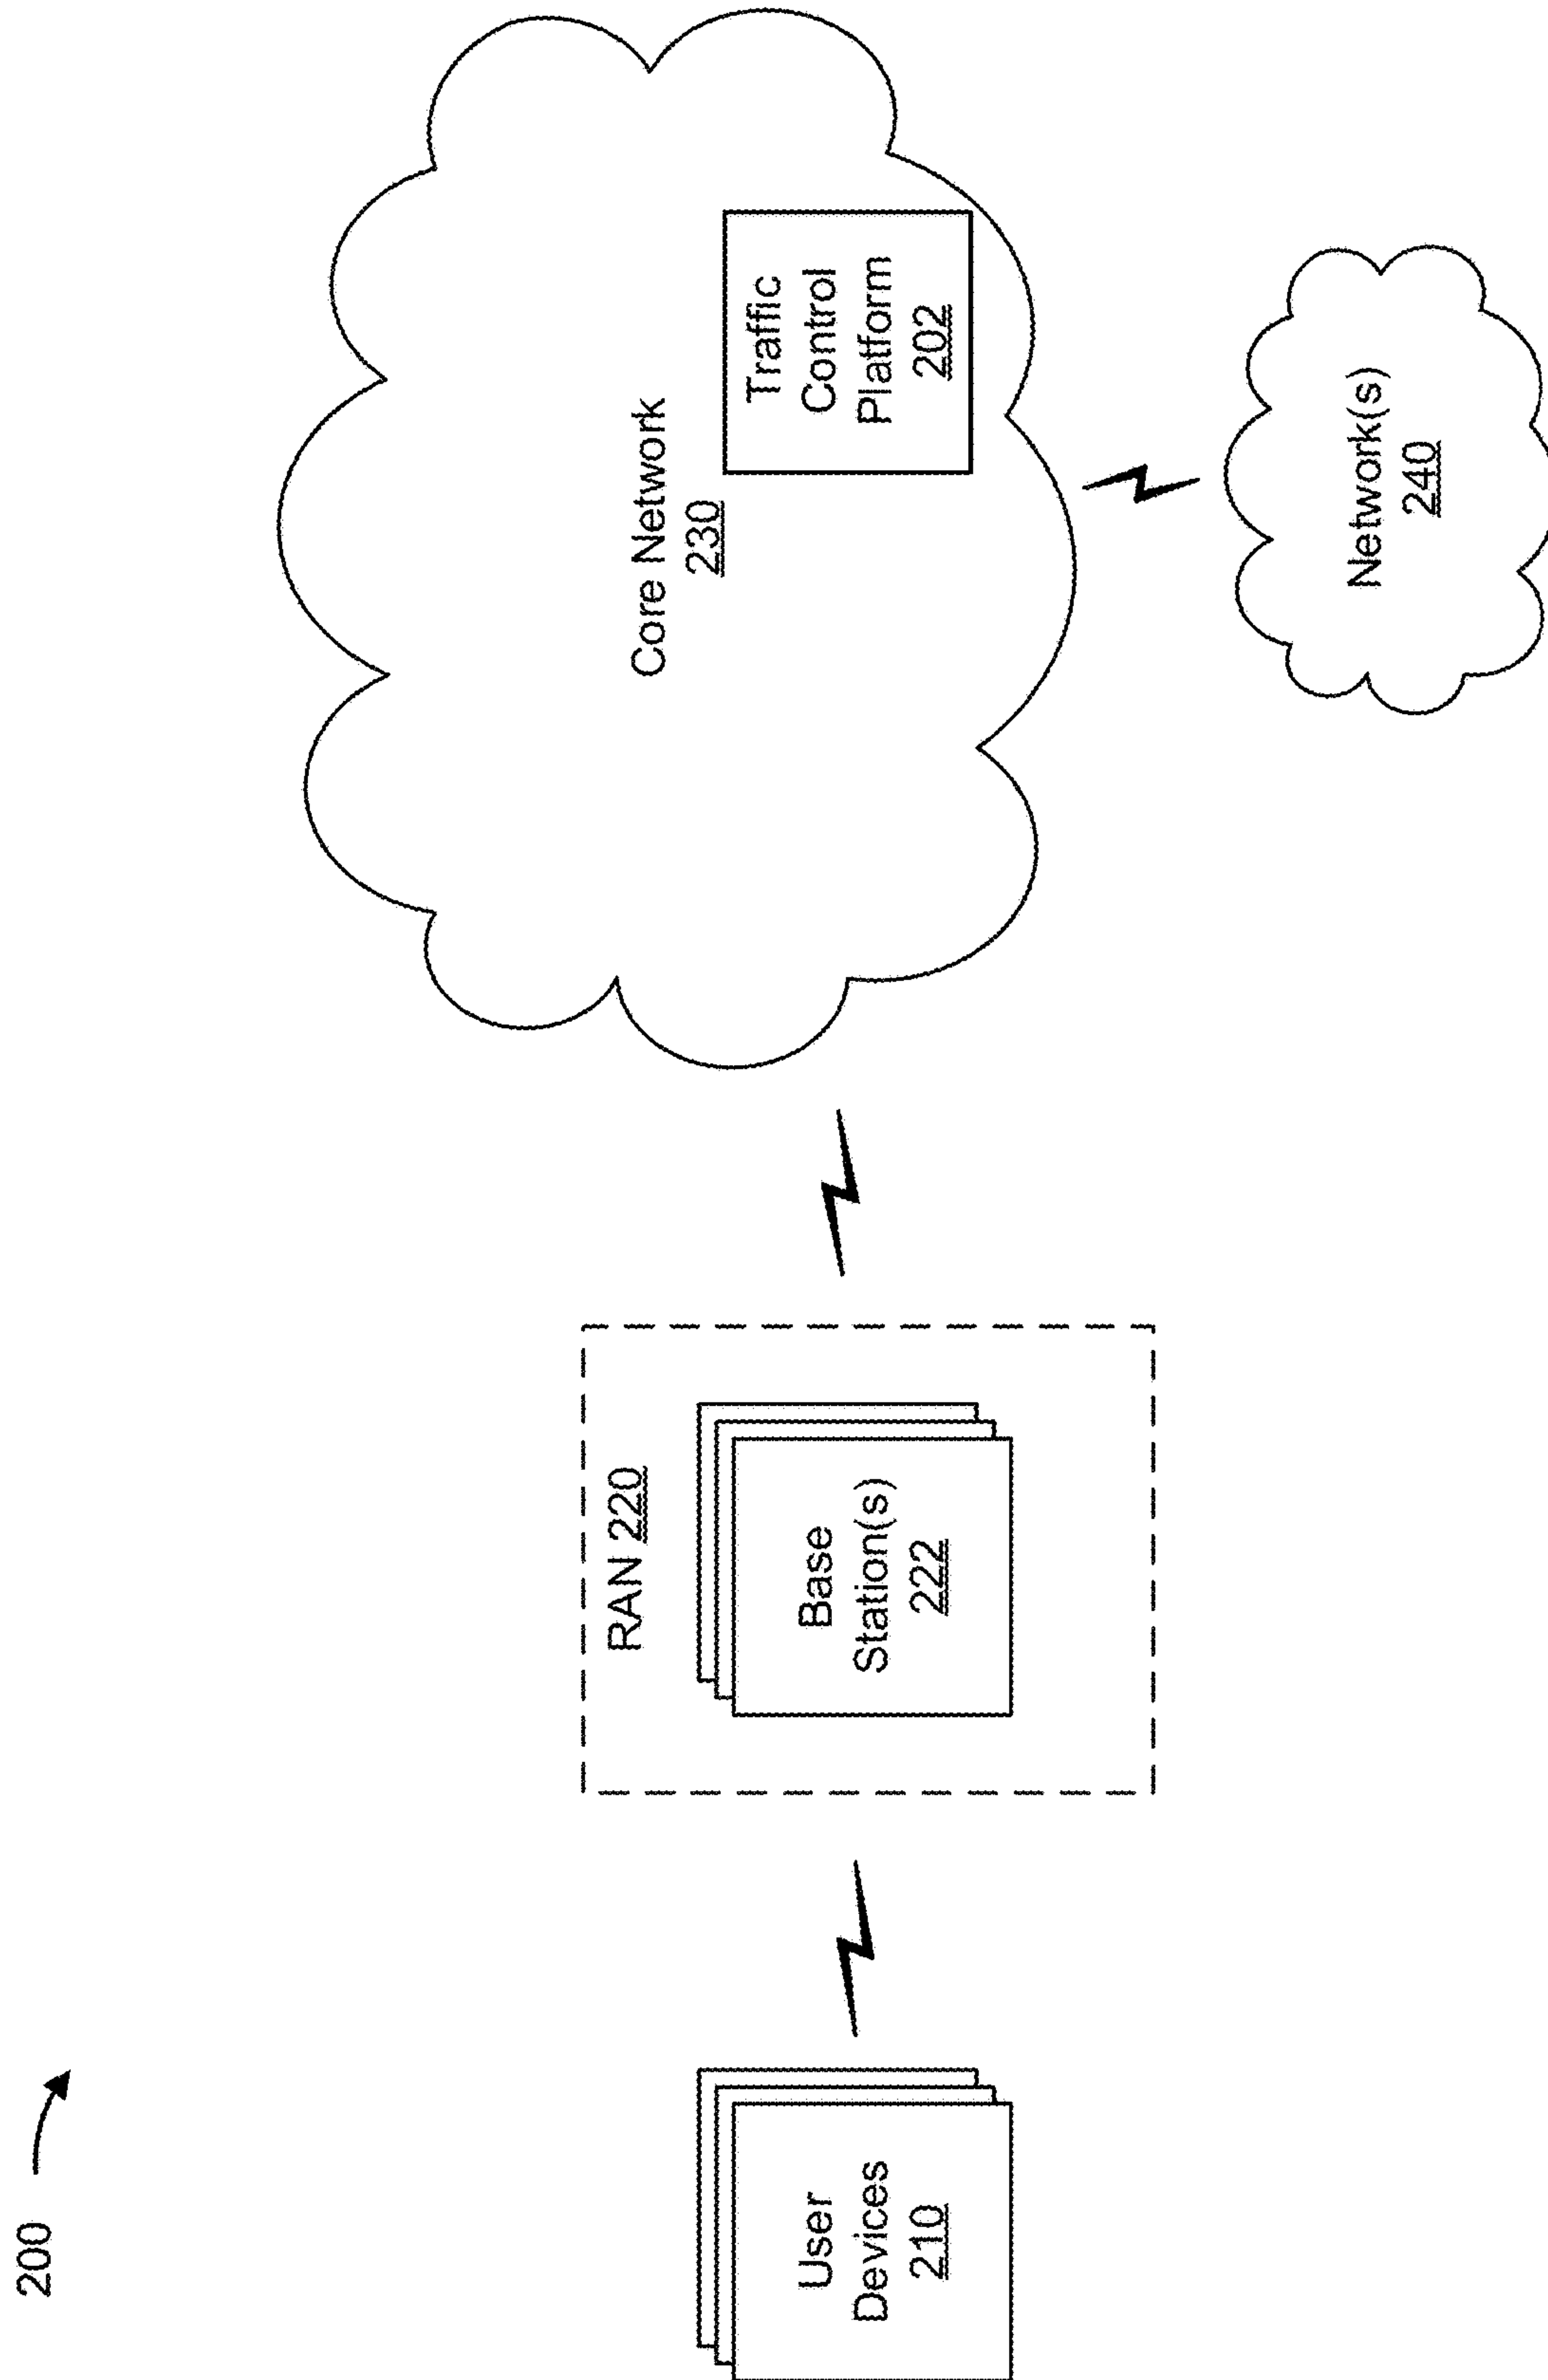 200
User
Devices
210
RAN 220
Base
Station(s)
222
Core Network
230
Traffic
Control
Platform
202
Network(s)
240